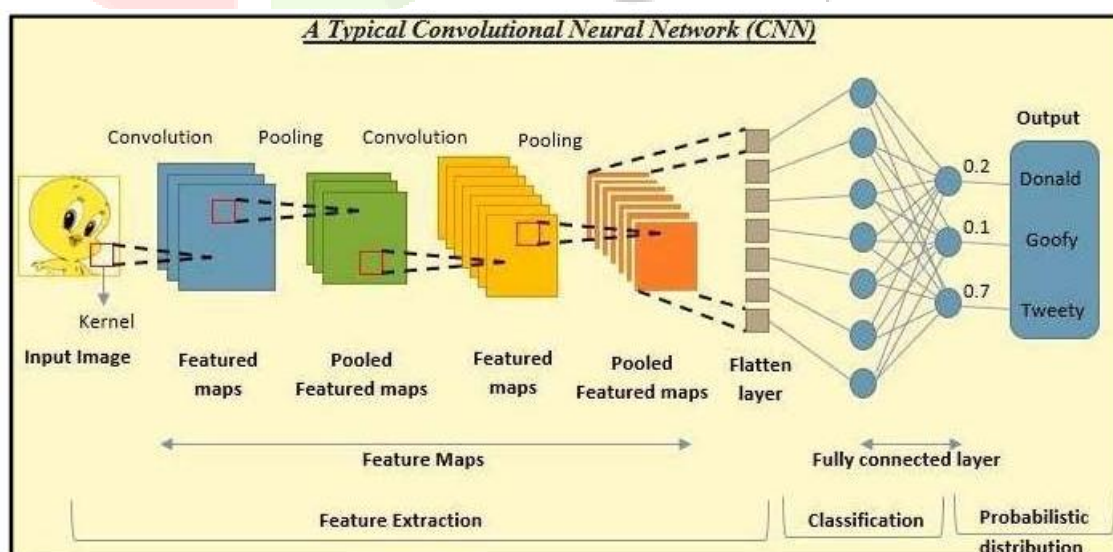 A Typical Convolutional Neural Network (CNN)
Convolution
Pooling
Convolution
Pooling
Output
0.2
Donald
0.1
Goofy
0.7
Tweety
Kernel
Input Image
Featured
maps
Pooled
Featured maps
Featured
maps
Pooled
Featured maps
Flatten
layer
Feature Maps
Fully connected layer
Feature Extraction
Classification
Probabilistic
distribution